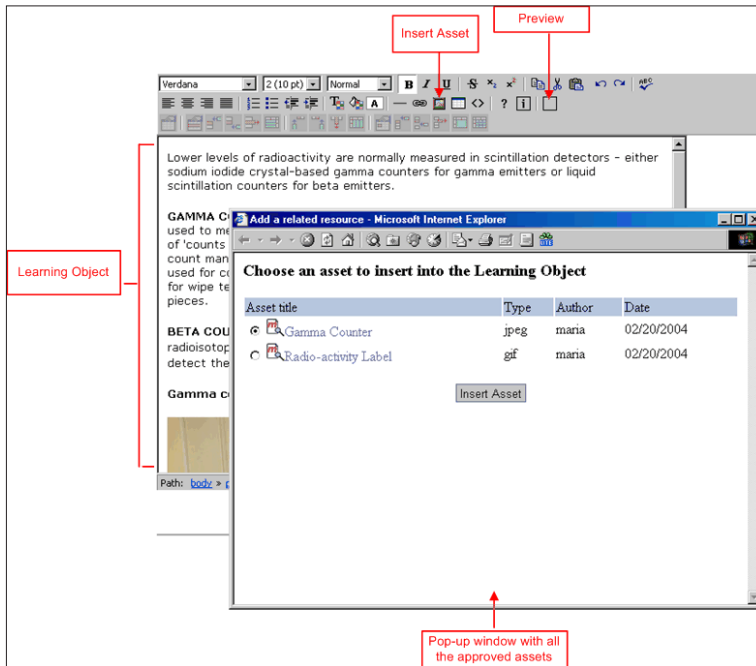 Preview
Insert Asset
Verdana 2 (10 pt) Normal B I U S x₂ x² ABC
A ? i
Learning Object
Lower levels of radioactivity are normally measured in scintillation detectors - either
sodium iodide crystal-based gamma counters for gamma emitters or liquid
scintillation counters for beta emitters.
GAMMA CO
used to me
of 'counts
count man
used for co
for wipe te
pieces.
BETA COU
radioisotop
detect the
Gamma co
Path: body » p
Add a related resource - Microsoft Internet Explorer
Choose an asset to insert into the Learning Object
Asset title Type Author Date
Gamma Counter jpeg maria 02/20/2004
Radio-activity Label gif maria 02/20/2004
Insert Asset
Pop-up window with all
the approved assets